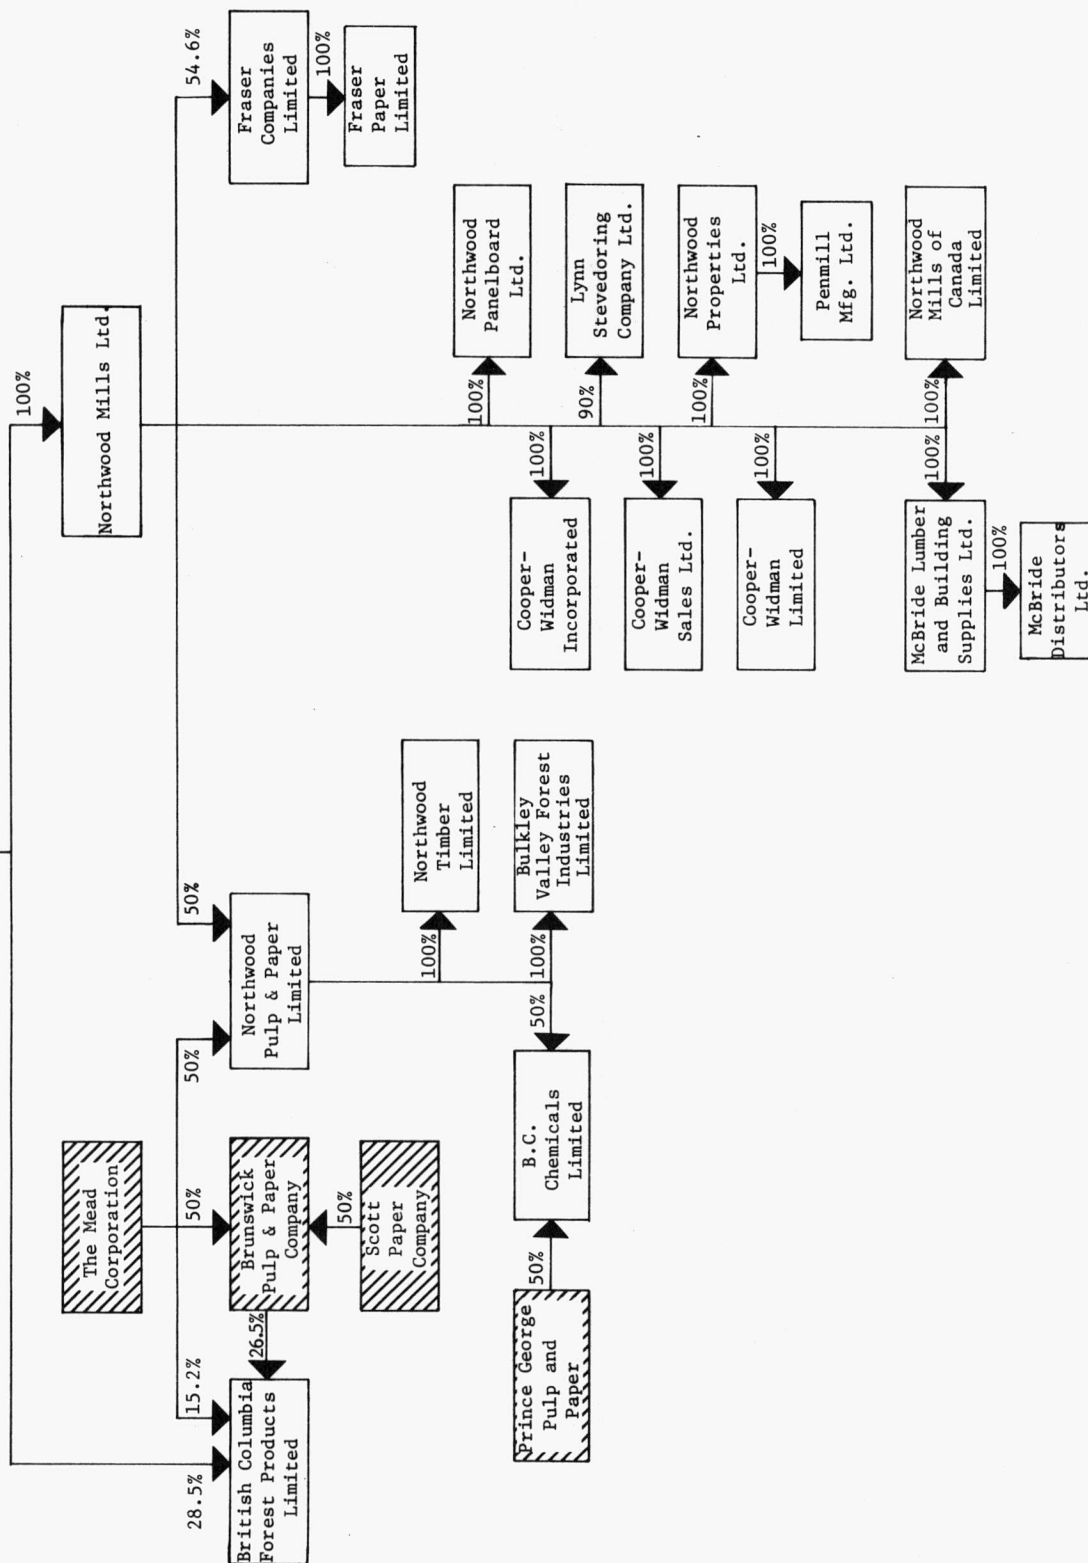 100%
Northwood Mills Ltd.
54.6%
Fraser
Companies
Limited
100%
Fraser
Paper
Limited
100%
Northwood
Panelboard
Ltd.
90%
Lynn
Stevedoring
Company Ltd.
100%
Northwood
Properties
Ltd.
100%
Penmill
Mfg. Ltd.
100%
Northwood
Mills of
Canada
Limited
100%
Cooper-
Widman
Incorporated
100%
Cooper-
Widman
Sales Ltd.
100%
Cooper-
Widman
Limited
100%
McBride Lumber
and Building
Supplies Ltd.
100%
McBride
Distributors
Ltd.
50%
Northwood
Pulp & Paper
Limited
50%
100%
Northwood
Timber
Limited
100%
Bulkley
Valley Forest
Industries
Limited
50%
B.C.
Chemicals
Limited
50%
Prince George
Pulp and
Paper
The Mead
Corporation
50%
Brunswick
Pulp & Paper
Company
50%
Scott
Paper
Company
26.5%
15.2%
28.5%
British Columbia
Forest Products
Limited